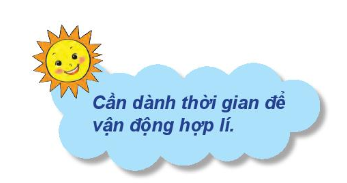 Cần dành thời gian để
vận động hợp lí.